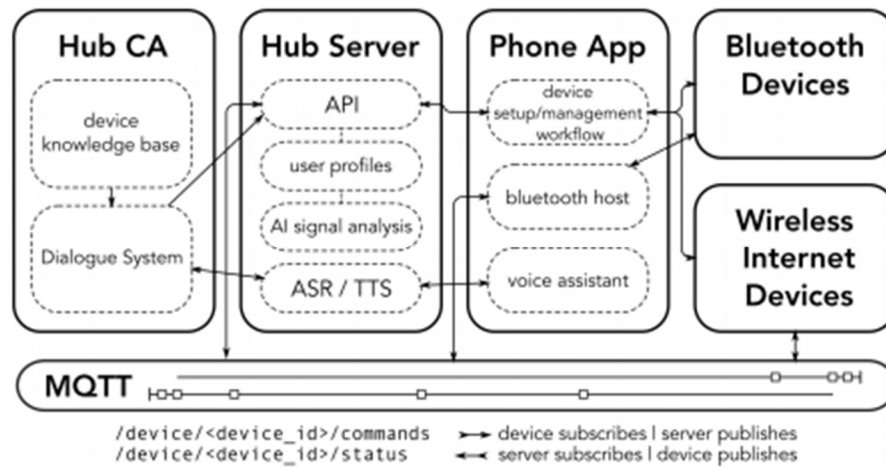 Hub CA
device
knowledge base
Dialogue System
Hub Server
API
user profiles
AI signal analysis
ASR / TTS
Phone App
device
setup/management
workflow
bluetooth host
voice assistant
Bluetooth
Devices
Wireless
Internet
Devices
MQTT
/device/<device_id>/commands
device subscribes | server publishes
/device/<device_id>/status
server subscribes | device publishes